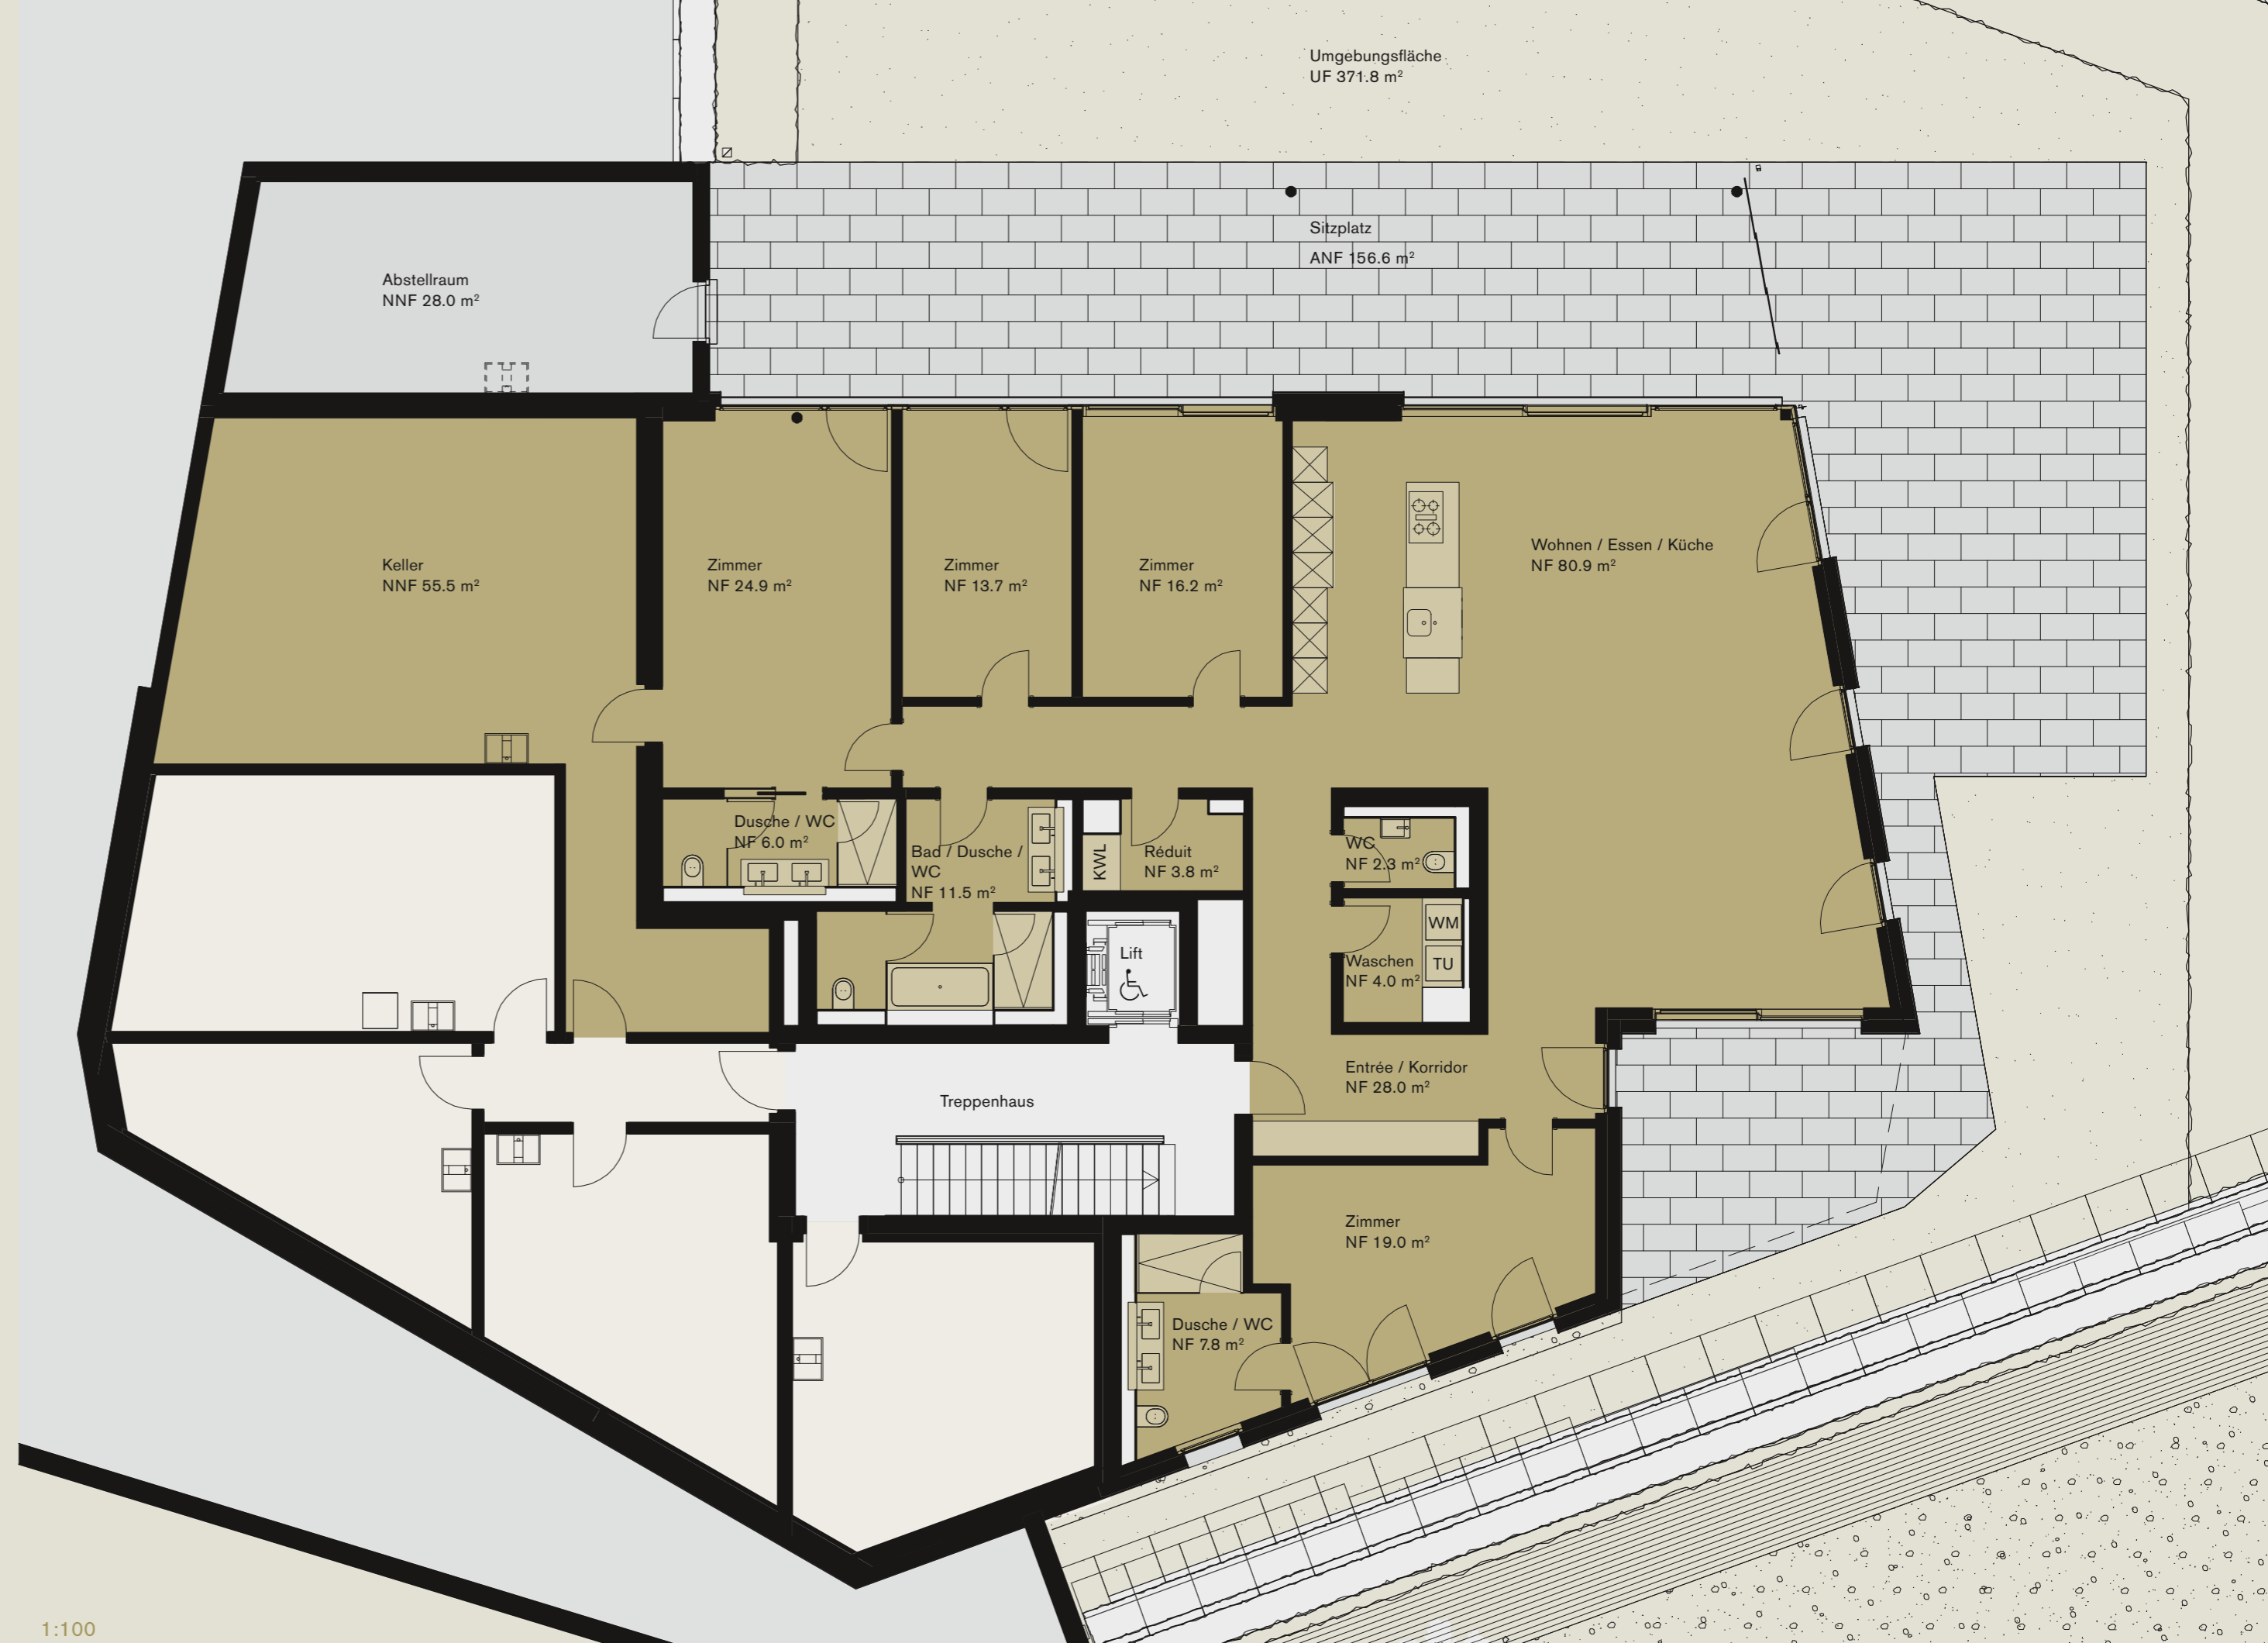 Umgebungsfläche
UF 371.8 m²
Sitzplatz
ANF 156.6 m²
Abstellraum
NNF 28.0 m²
Keller
NNF 55.5 m²
Zimmer
NF 24.9 m²
Zimmer
NF 13.7 m²
Zimmer
NF 16.2 m²
Wohnen / Essen / Küche
NF 80.9 m²
Dusche / WC
NF 6.0 m²
Bad / Dusche /
WC
NF 11.5 m²
KWL
Réduit
NF 3.8 m²
WC
NF 2.3 m²
WM
TU
Waschen
NF 4.0 m²
Lift
Entrée / Korridor
NF 28.0 m²
Treppenhaus
Zimmer
NF 19.0 m²
Dusche / WC
NF 7.8 m²
1:100